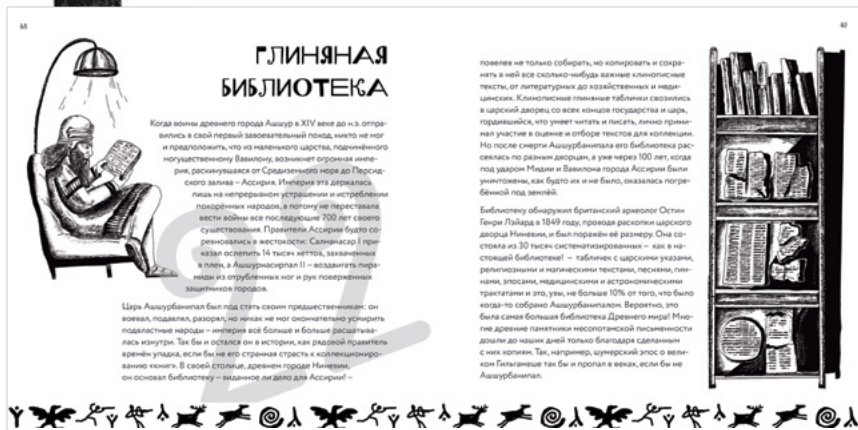 ГЛИНЯНАЯ
БИБЛИОТЕКА
Когда воины древнего города Ашшур в XIV веке до н.э. отпра-
вились в свой первый завоевательный поход, никто не мог
и предположить, что из маленького царства, подчинённого
могущественному Вавилону, возникнет огромная импе-
рия, раскинувшаяся от Средиземного моря до Персид-
ского залива – Ассирия. Империя эта держалась
лишь на непрерывном устрашении и истреблении
покорённых народов, а потому не переставала
вести войны все последующие 700 лет своего
существования. Правители Ассирии будто со-
ревновались в жестокости: Салманасар I при-
казал ослепить 14 тысяч хеттов, захваченных
в плен, а Ашшурнасирпал II – воздвигать пира-
миды из отрубленных ног и рук поверженных
защитников городов.
Царь Ашшурбанипал был под стать своим предшественникам: он
воевал, подавлял, разорял, но никак не мог окончательно усмирить
подвластные народы – империя всё больше и больше расшатыва-
лась изнутри. Так бы и остался он в истории, как рядовой правитель
времён упадка, если бы не его странная страсть к коллекциониро-
ванию «книг». В своей столице, древнем городе Ниневии,
он основал библиотеку – виданное ли дело для Ассирии! –
повелев не только собирать, но копировать и сохра-
нять в ней все сколько-нибудь важные клинописные
тексты, от литературных до хозяйственных и меди-
цинских. Клинописные глиняные таблички свозились
в царский дворец со всех концов государства и царь,
гордившийся, что умеет читать и писать, лично прини-
мал участие в оценке и отборе текстов для коллекции.
Но после смерти Ашшурбанипала его библиотека рас-
сеялась по разным дворцам, а уже через 100 лет, когда
под ударом Мидии и Вавилона города Ассирии были
уничтожены, как будто их и не было, оказалась погре-
бённой под землёй.
Библиотеку обнаружил британский археолог Остин
Генри Лэйард в 1849 году, проводя раскопки царского
дворца Ниневии, и был поражён её размеру. Она со-
стояла из 30 тысяч систематизированных – как в на-
стоящей библиотеке! – табличек с царскими указами,
религиозными и магическими текстами, песнями, гим-
нами, эпосами, медицинскими и астрономическими
трактатами и это, увы, не больше 10% от того, что было
когда-то собрано Ашшурбанипалом. Вероятно, это
была самая большая библиотека Древнего мира! Мно-
гие древние памятники месопотамской письменности
дошли до наших дней только благодаря сделанным
с них копиям. Так, например, шумерский эпос о вели-
ком Гильгамеше так бы и пропал в веках, если бы не
Ашшурбанипал.